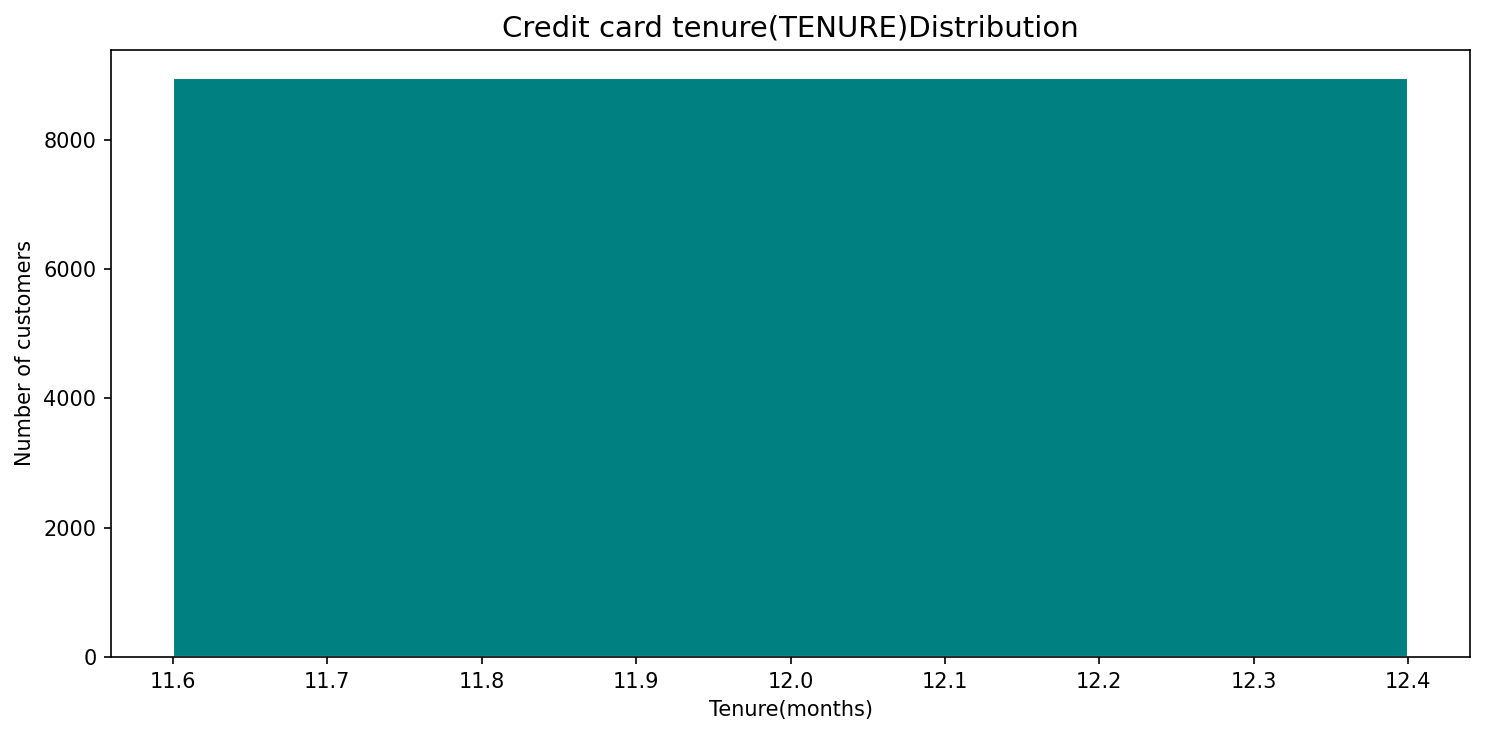 Credit card tenure(TENURE)Distribution
Number of customers
8000
6000
4000
2000
0
11.6 11.7 11.8 11.9 12.0 12.1 12.2 12.3 12.4
Tenure(months)